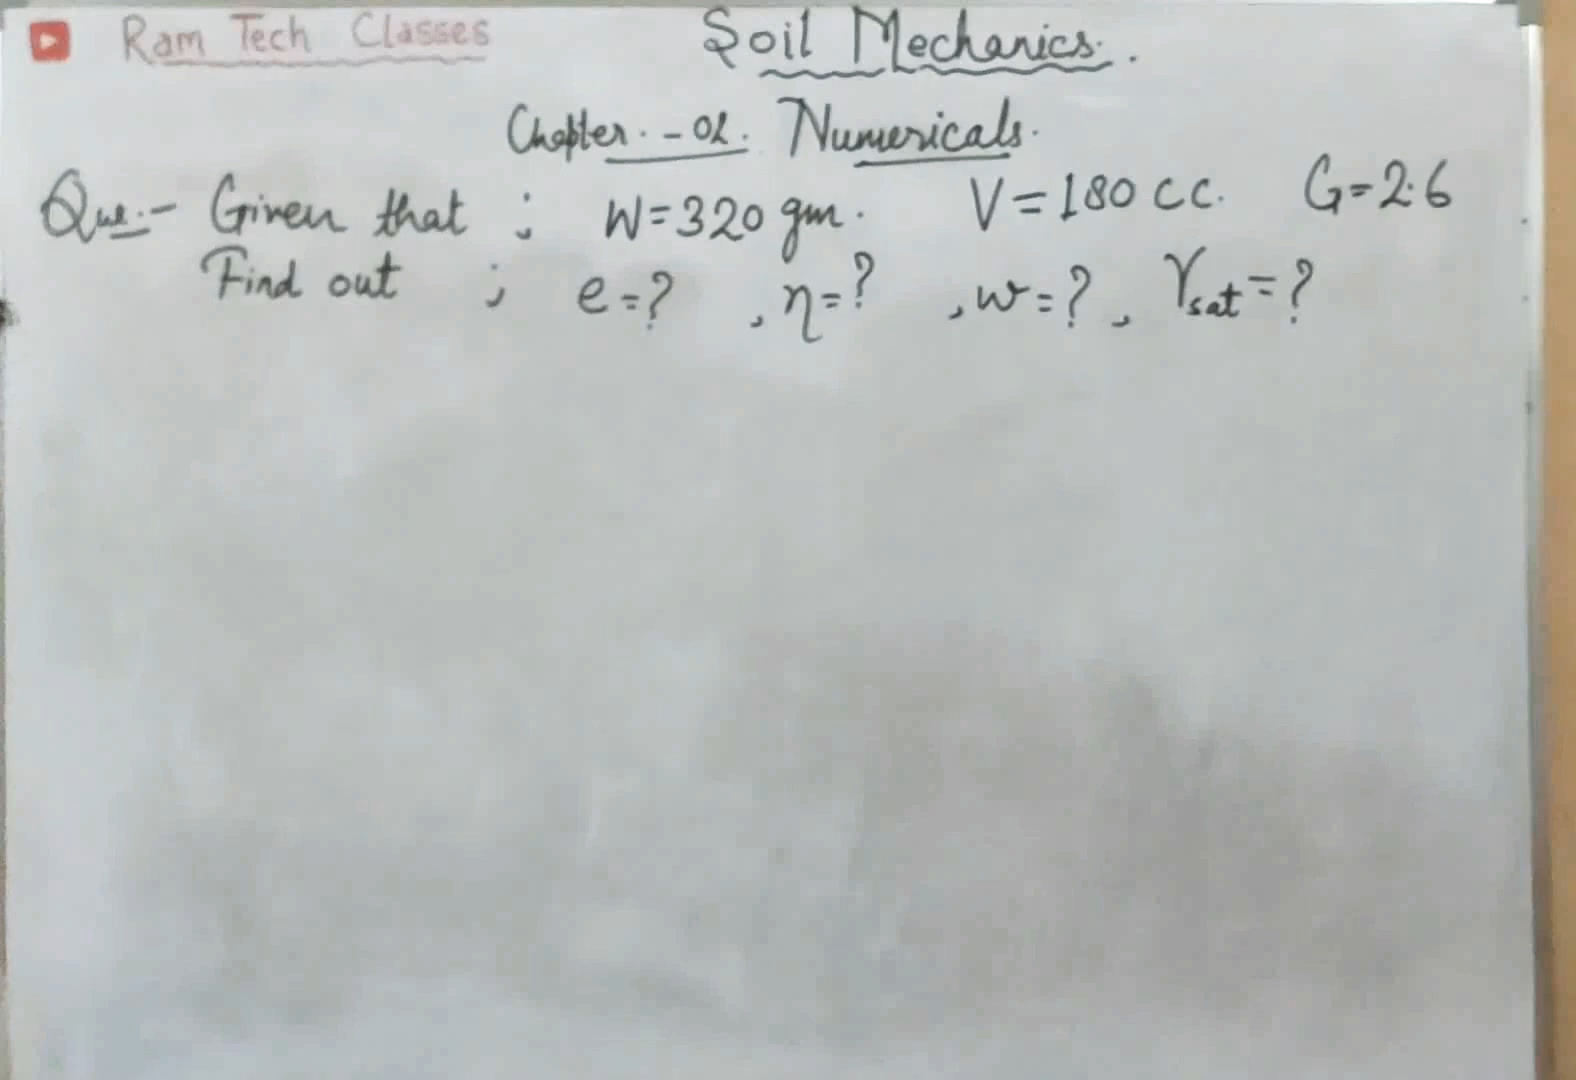 Ram Tech Classes
Soil Mechanics.
Chapter - 02. Numericals.
Que:- Given that ; W=320 gm. V=180 CC. G=2.6
Find out ; e=? , η=? , w=? , γsat=?